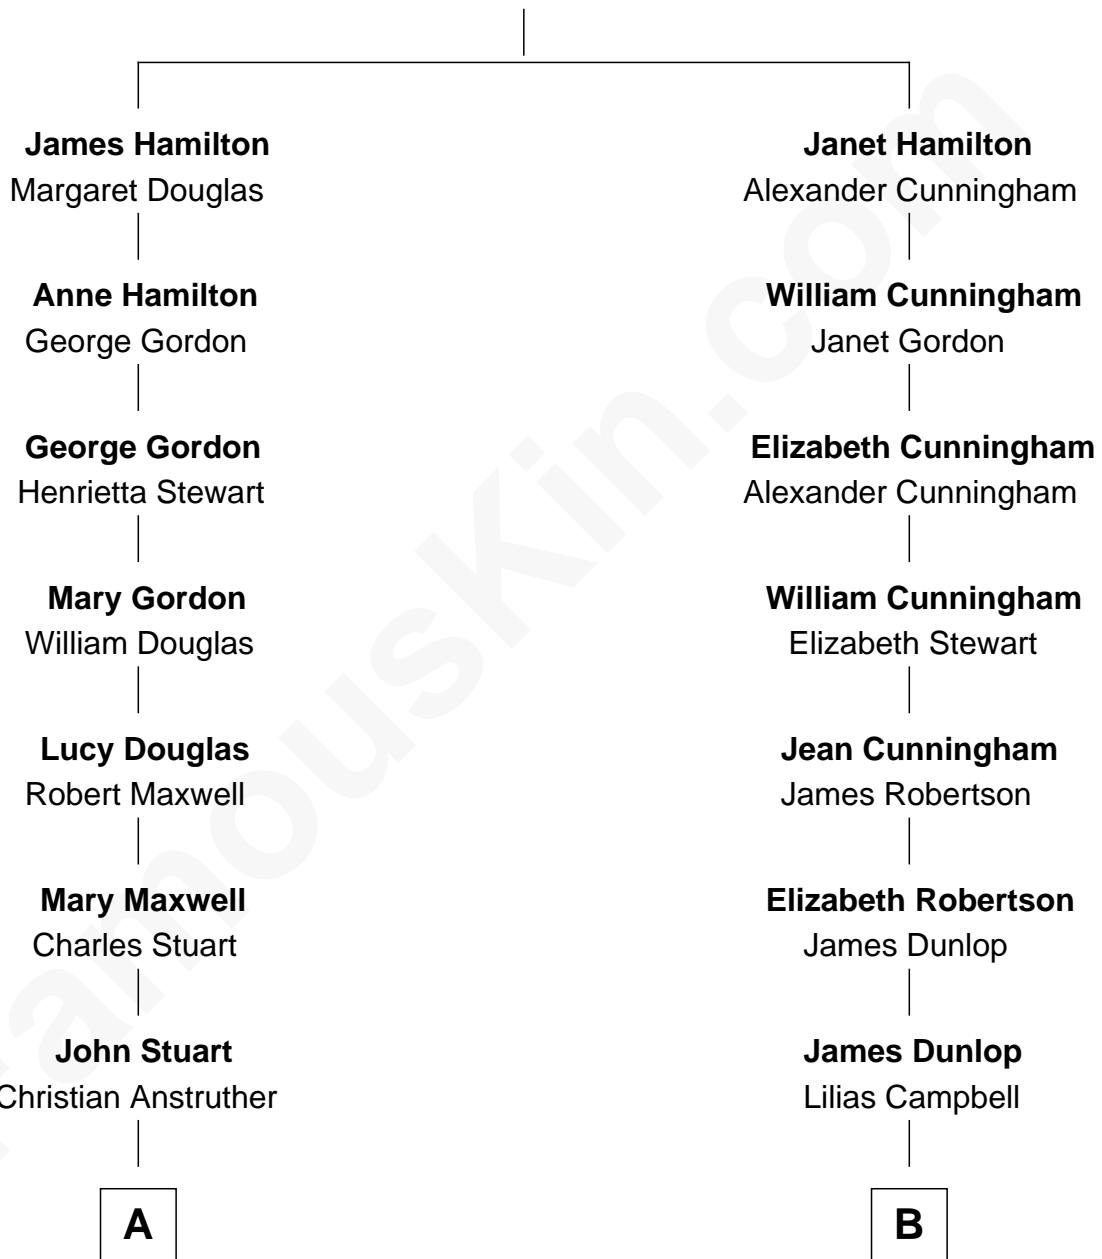 James Hamilton
Margaret Douglas
Anne Hamilton
George Gordon
George Gordon
Henrietta Stewart
Mary Gordon
William Douglas
Lucy Douglas
Robert Maxwell
Mary Maxwell
Charles Stuart
John Stuart
Christian Anstruther
A
Janet Hamilton
Alexander Cunningham
William Cunningham
Janet Gordon
Elizabeth Cunningham
Alexander Cunningham
William Cunningham
Elizabeth Stewart
Jean Cunningham
James Robertson
Elizabeth Robertson
James Dunlop
James Dunlop
Lilias Campbell
B
FamousKin.com